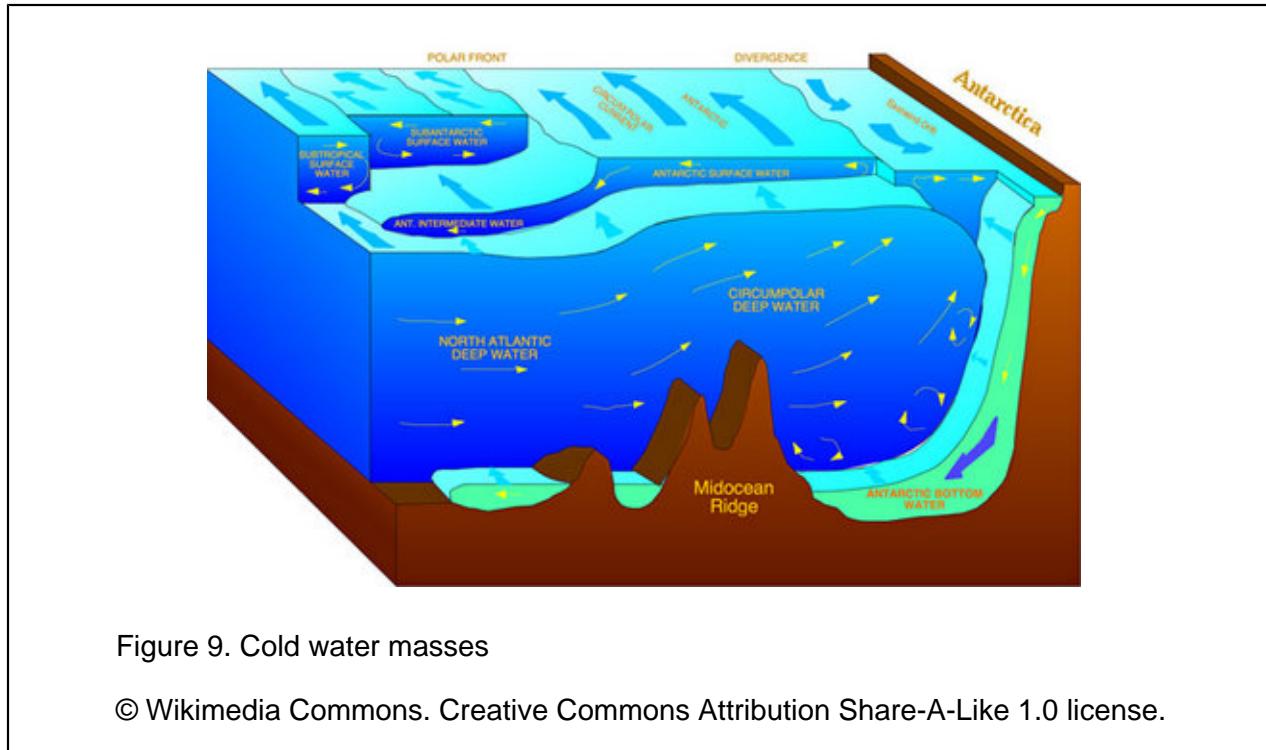 POLAR FRONT
DIVERGENCE
Antarctica
CIRCUMPOLAR
CURRENT
ANTARCTIC
Eastwind Drift
SUBANTARCTIC
SURFACE WATER
SUBTROPICAL
SURFACE
WATER
ANTARCTIC SURFACE WATER
ANT. INTERMEDIATE WATER
CIRCUMPOLAR
DEEP WATER
NORTH ATLANTIC
DEEP WATER
Midocean
Ridge
ANTARCTIC BOTTOM
WATER
Figure 9. Cold water masses
© Wikimedia Commons. Creative Commons Attribution Share-A-Like 1.0 license.